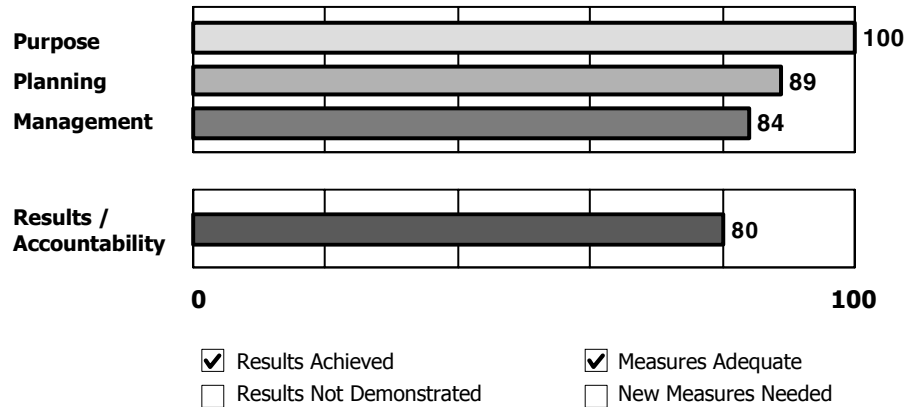 Purpose 100
Planning 89
Management 84
Results /
Accountability 80
0 100
Results Achieved Measures Adequate
Results Not Demonstrated New Measures Needed